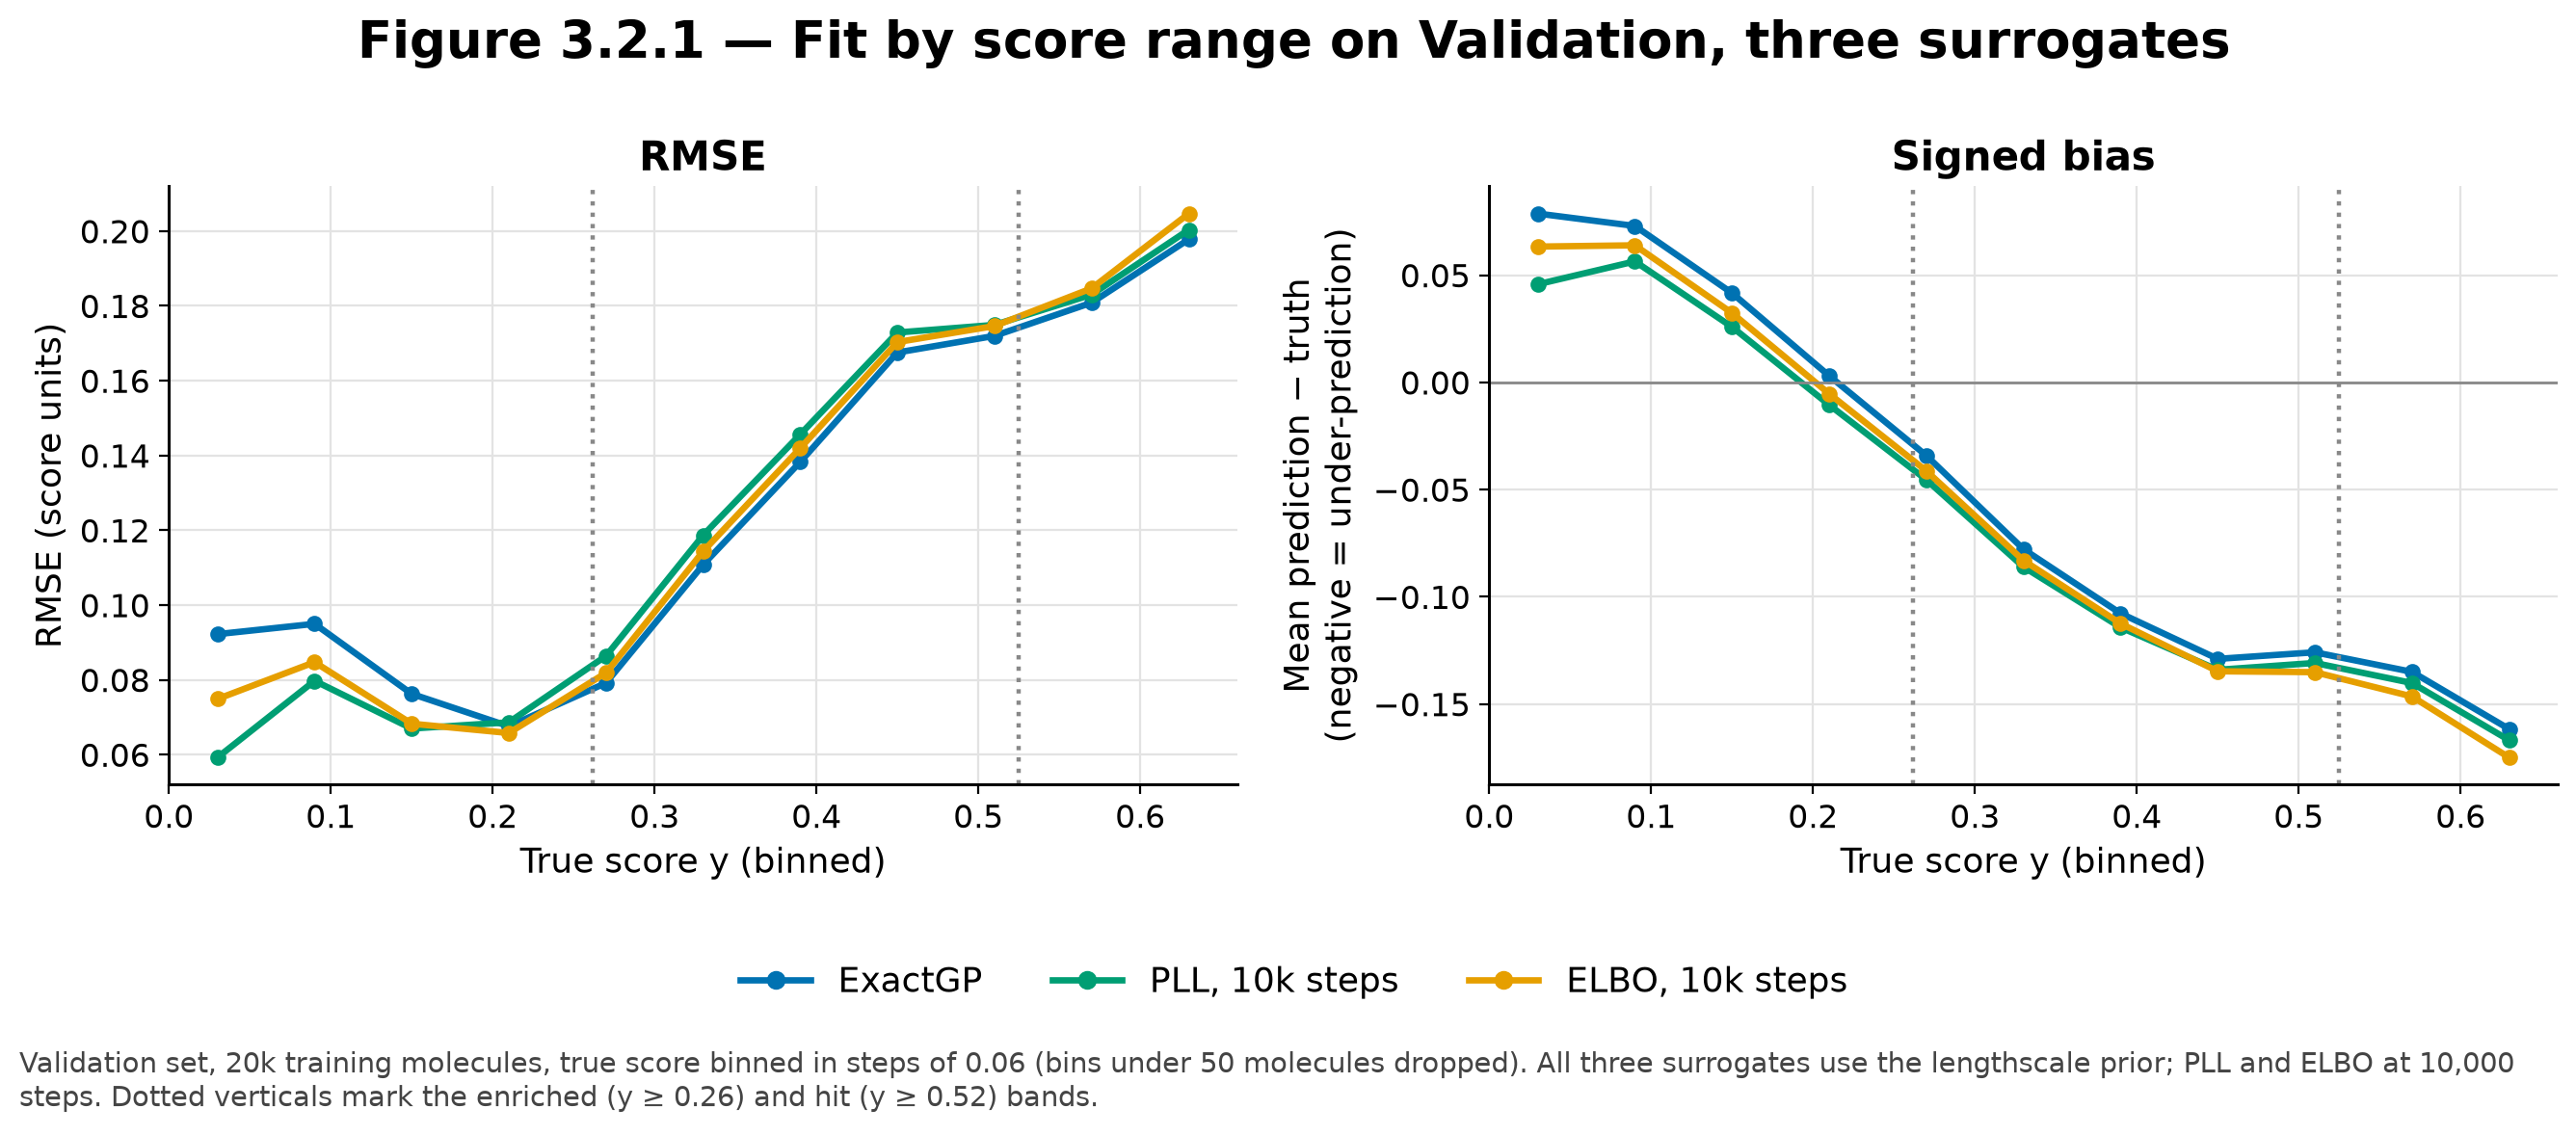 Figure 3.2.1 — Fit by score range on Validation, three surrogates
RMSE
RMSE (score units)
0.20
0.18
0.16
0.14
0.12
0.10
0.08
0.06
0.0 0.1 0.2 0.3 0.4 0.5 0.6
True score y (binned)
Signed bias
Mean prediction − truth
(negative = under-prediction)
0.05
0.00
−0.05
−0.10
−0.15
0.0 0.1 0.2 0.3 0.4 0.5 0.6
True score y (binned)
ExactGP PLL, 10k steps ELBO, 10k steps
Validation set, 20k training molecules, true score binned in steps of 0.06 (bins under 50 molecules dropped). All three surrogates use the lengthscale prior; PLL and ELBO at 10,000
steps. Dotted verticals mark the enriched (y ≥ 0.26) and hit (y ≥ 0.52) bands.